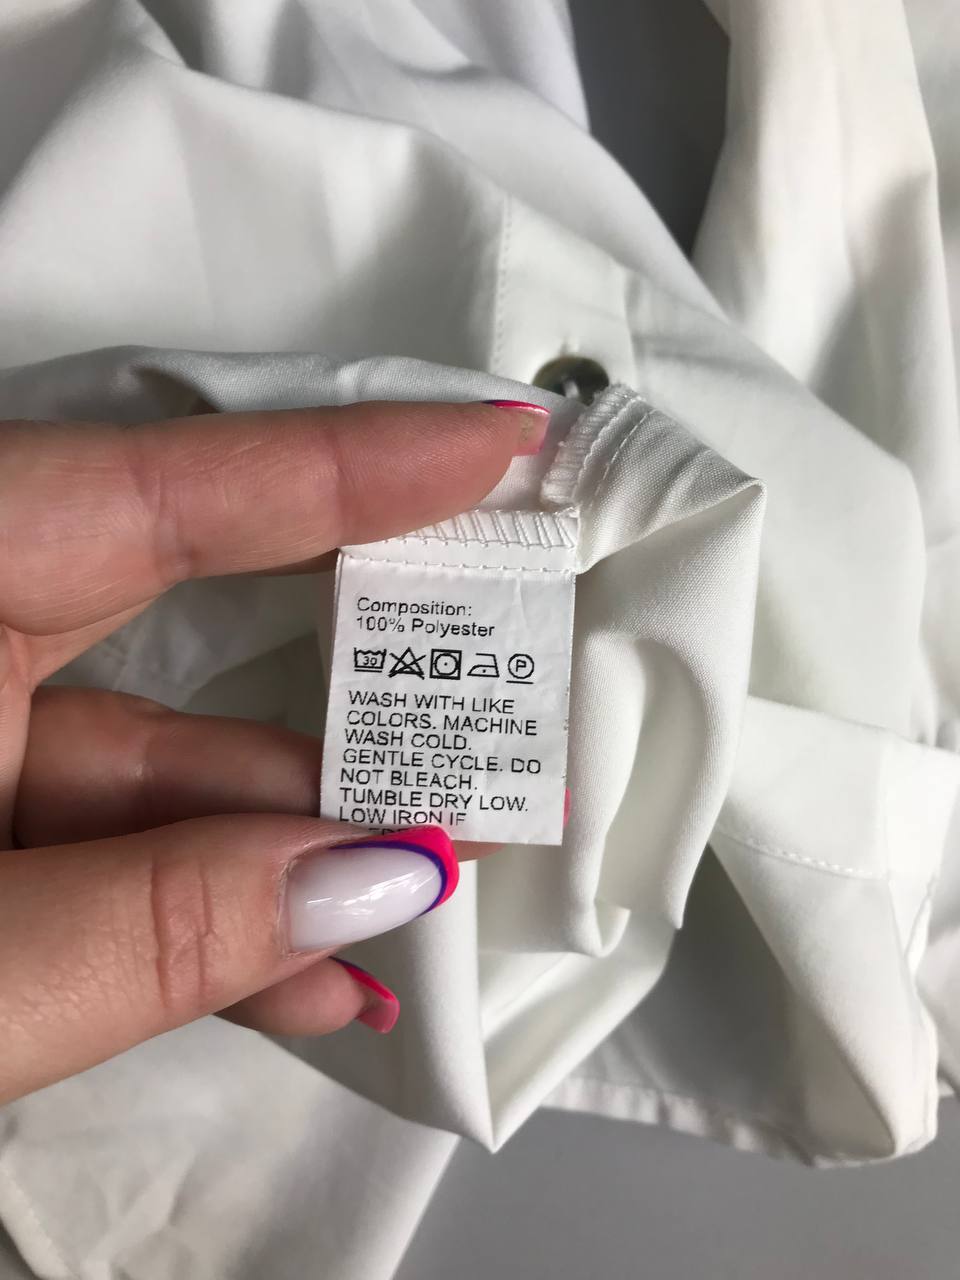 Composition:
100% Polyester
30 P
WASH WITH LIKE
COLORS. MACHINE
WASH COLD.
GENTLE CYCLE. DO
NOT BLEACH.
TUMBLE DRY LOW.
LOW IRON IF